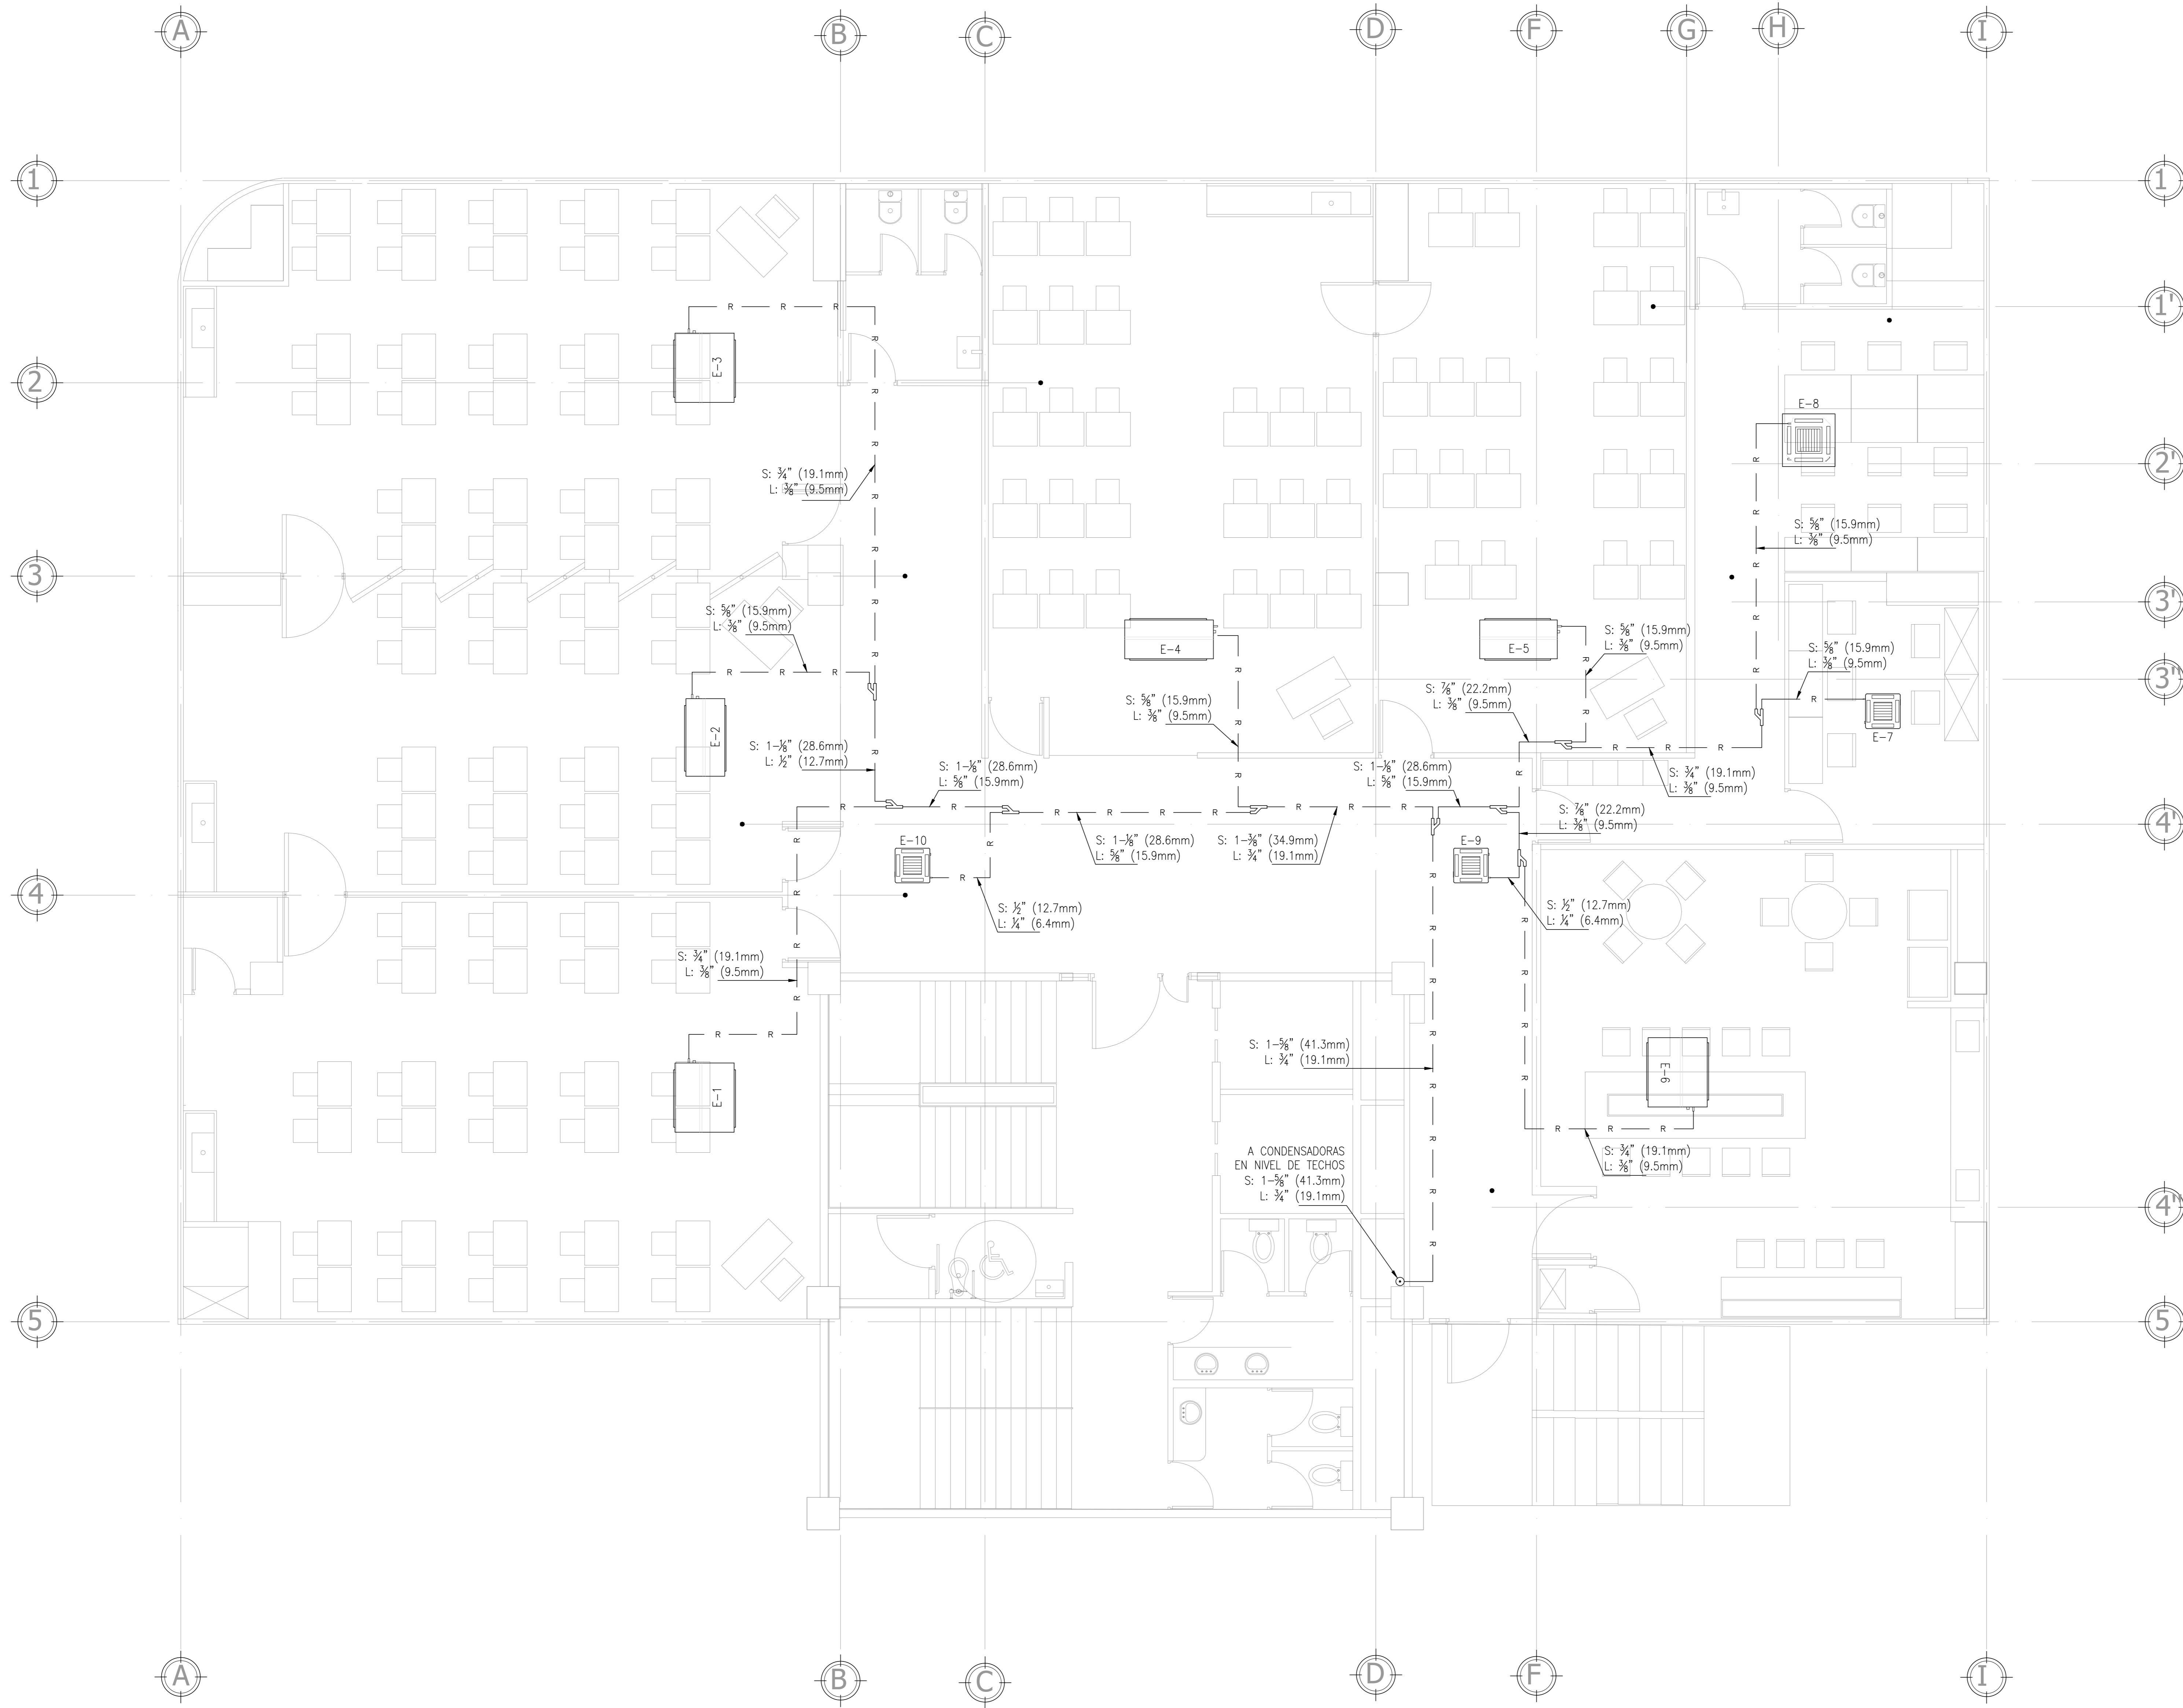 A
B
C
D
F
G
H
I
1
1
1'
E-3
2
E-8
2'
S: ¾" (19.1mm)
L: ⅜" (9.5mm)
S: ⅝" (15.9mm)
L: ⅜" (9.5mm)
3
3'
S: ⅝" (15.9mm)
L: ⅜" (9.5mm)
E-4
E-5
S: ⅝" (15.9mm)
L: ⅜" (9.5mm)
S: ⅝" (15.9mm)
L: ⅜" (9.5mm)
3"
S: ⅝" (15.9mm)
L: ⅜" (9.5mm)
S: ⅞" (22.2mm)
L: ⅜" (9.5mm)
R R R
E-2
E-7
S: 1-⅛" (28.6mm)
L: ½" (12.7mm)
S: 1-⅛" (28.6mm)
L: ⅝" (15.9mm)
S: 1-⅛" (28.6mm)
L: ⅝" (15.9mm)
S: ¾" (19.1mm)
L: ⅜" (9.5mm)
S: ⅞" (22.2mm)
L: ⅜" (9.5mm)
4'
E-10
S: 1-⅛" (28.6mm)
L: ⅝" (15.9mm)
S: 1-⅜" (34.9mm)
L: ¾" (19.1mm)
E-9
4
S: ½" (12.7mm)
L: ¼" (6.4mm)
S: ½" (12.7mm)
L: ¼" (6.4mm)
S: ¾" (19.1mm)
L: ⅜" (9.5mm)
S: 1-⅝" (41.3mm)
L: ¾" (19.1mm)
E-1
E-6
A CONDENSADORAS
EN NIVEL DE TECHOS
S: 1-⅝" (41.3mm)
L: ¾" (19.1mm)
S: ¾" (19.1mm)
L: ⅜" (9.5mm)
4"
5
5
A
B
C
D
F
I